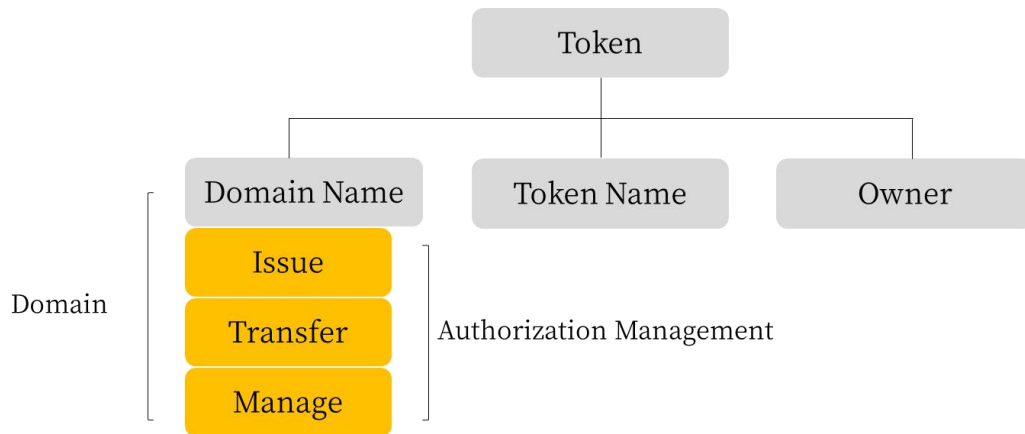 Token
Domain Name
Token Name
Owner
Issue
Domain
Transfer
Authorization Management
Manage